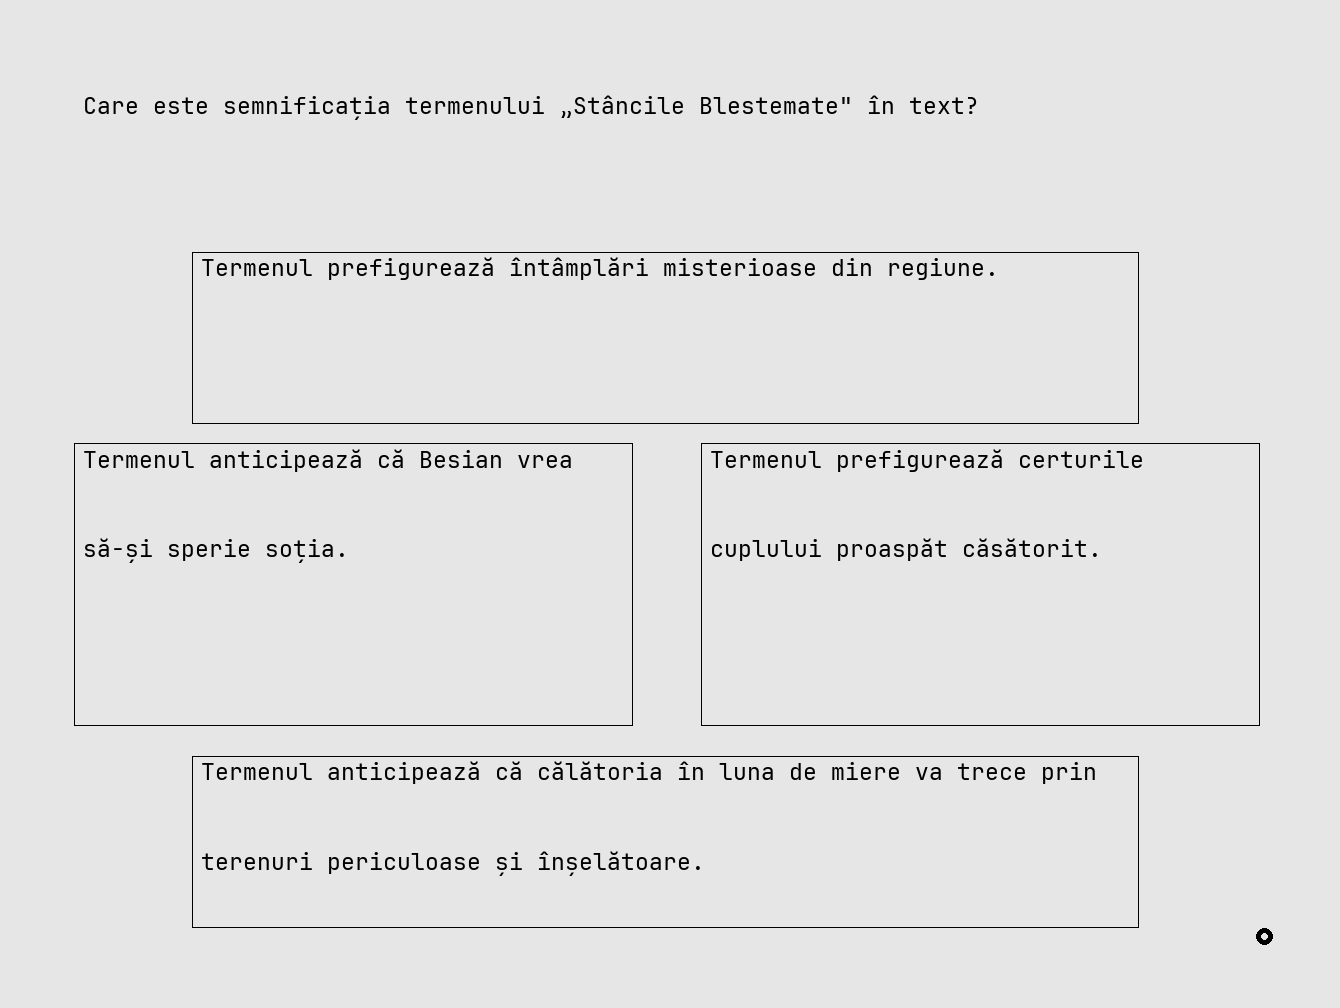 Care este semnificația termenului „Stâncile Blestemate" în text?
Termenul prefigurează întâmplări misterioase din regiune.
Termenul anticipează că Besian vrea
să-și sperie soția.
Termenul prefigurează certurile
cuplului proaspăt căsătorit.
Termenul anticipează că călătoria în luna de miere va trece prin
terenuri periculoase și înșelătoare.